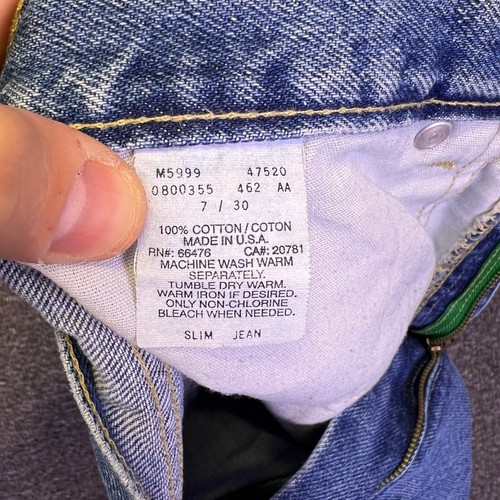 M5999 47520
0800355 462 AA
7 / 30
100% COTTON / COTON
MADE IN U.S.A.
RN#: 66476 CA#: 20781
MACHINE WASH WARM
SEPARATELY.
TUMBLE DRY WARM.
WARM IRON IF DESIRED.
ONLY NON-CHLORINE
BLEACH WHEN NEEDED.
SLIM JEAN